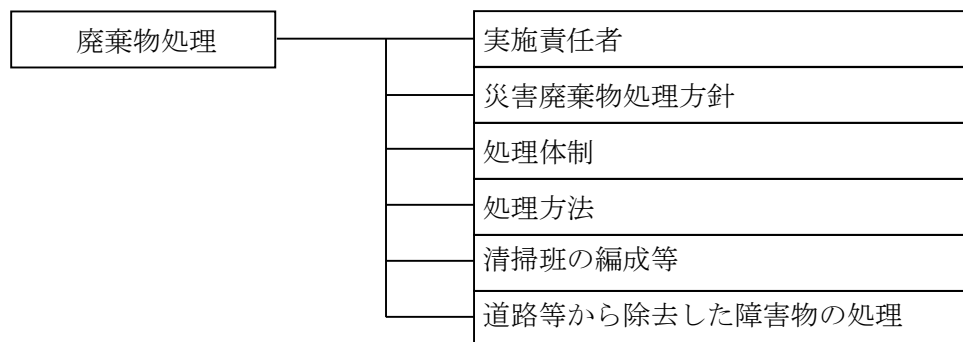 廃棄物処理
実施責任者
災害廃棄物処理方針
処理体制
処理方法
清掃班の編成等
道路等から除去した障害物の処理